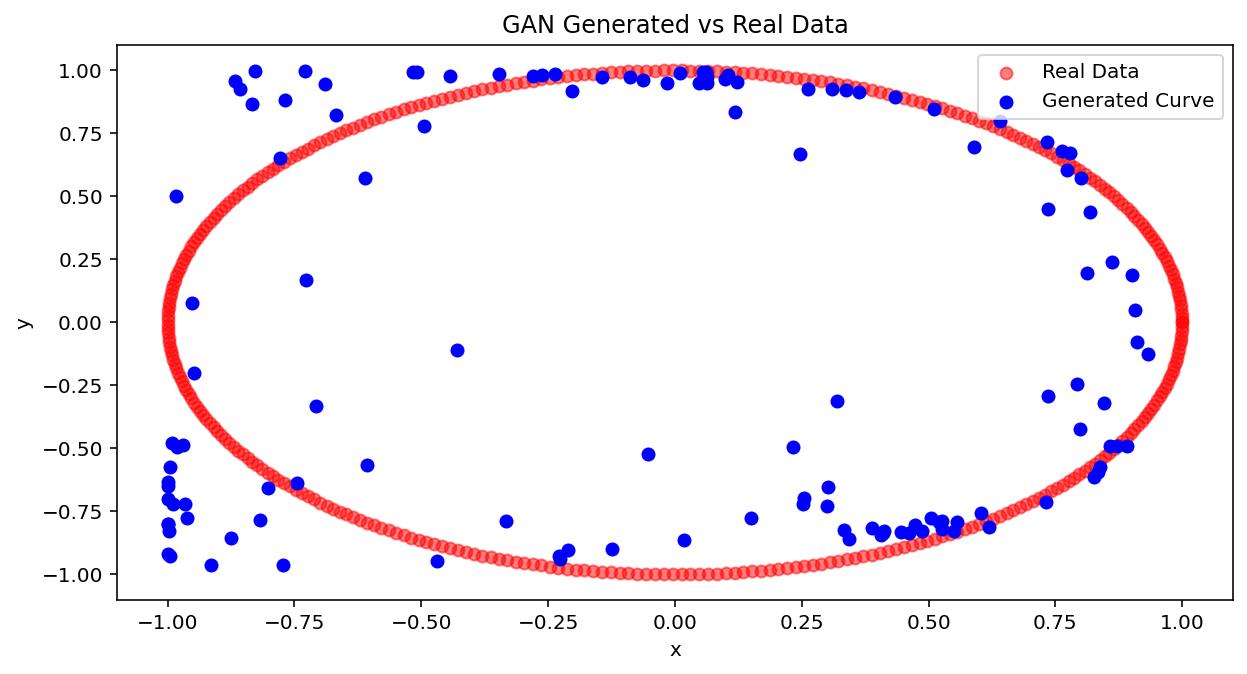 GAN Generated vs Real Data
Real Data
Generated Curve
1.00
0.75
0.50
0.25
0.00
−0.25
−0.50
−0.75
−1.00
y
−1.00 −0.75 −0.50 −0.25 0.00 0.25 0.50 0.75 1.00
x